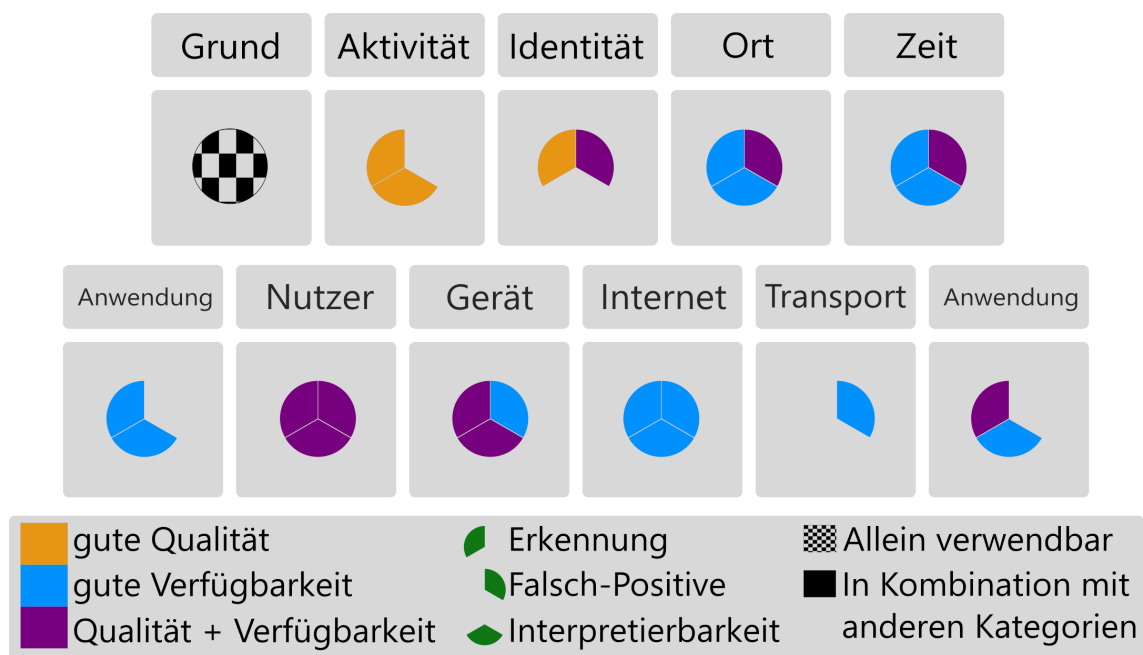 Grund
Aktivität
Identität
Ort
Zeit
Anwendung
Nutzer
Gerät
Internet
Transport
Anwendung
gute Qualität
gute Verfügbarkeit
Qualität + Verfügbarkeit
Erkennung
Falsch-Positive
Interpretierbarkeit
Allein verwendbar
In Kombination mit
anderen Kategorien